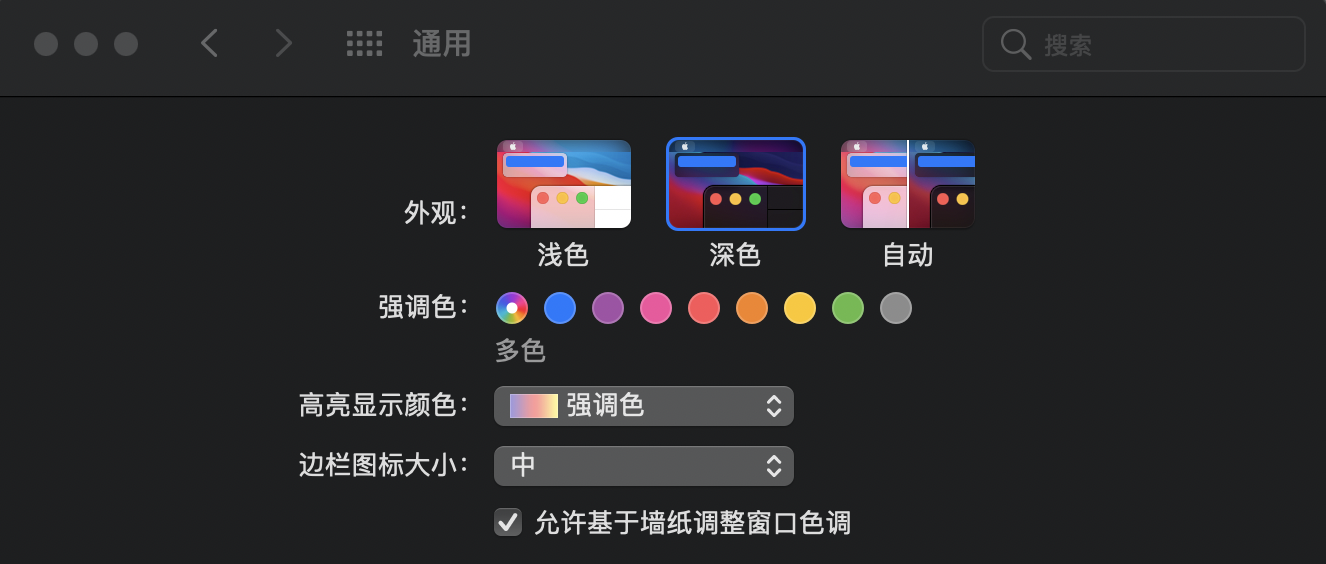 通用
搜索
外观：
浅色
深色
自动
强调色：
多色
高亮显示颜色：
强调色
边栏图标大小：
中
允许基于墙纸调整窗口色调